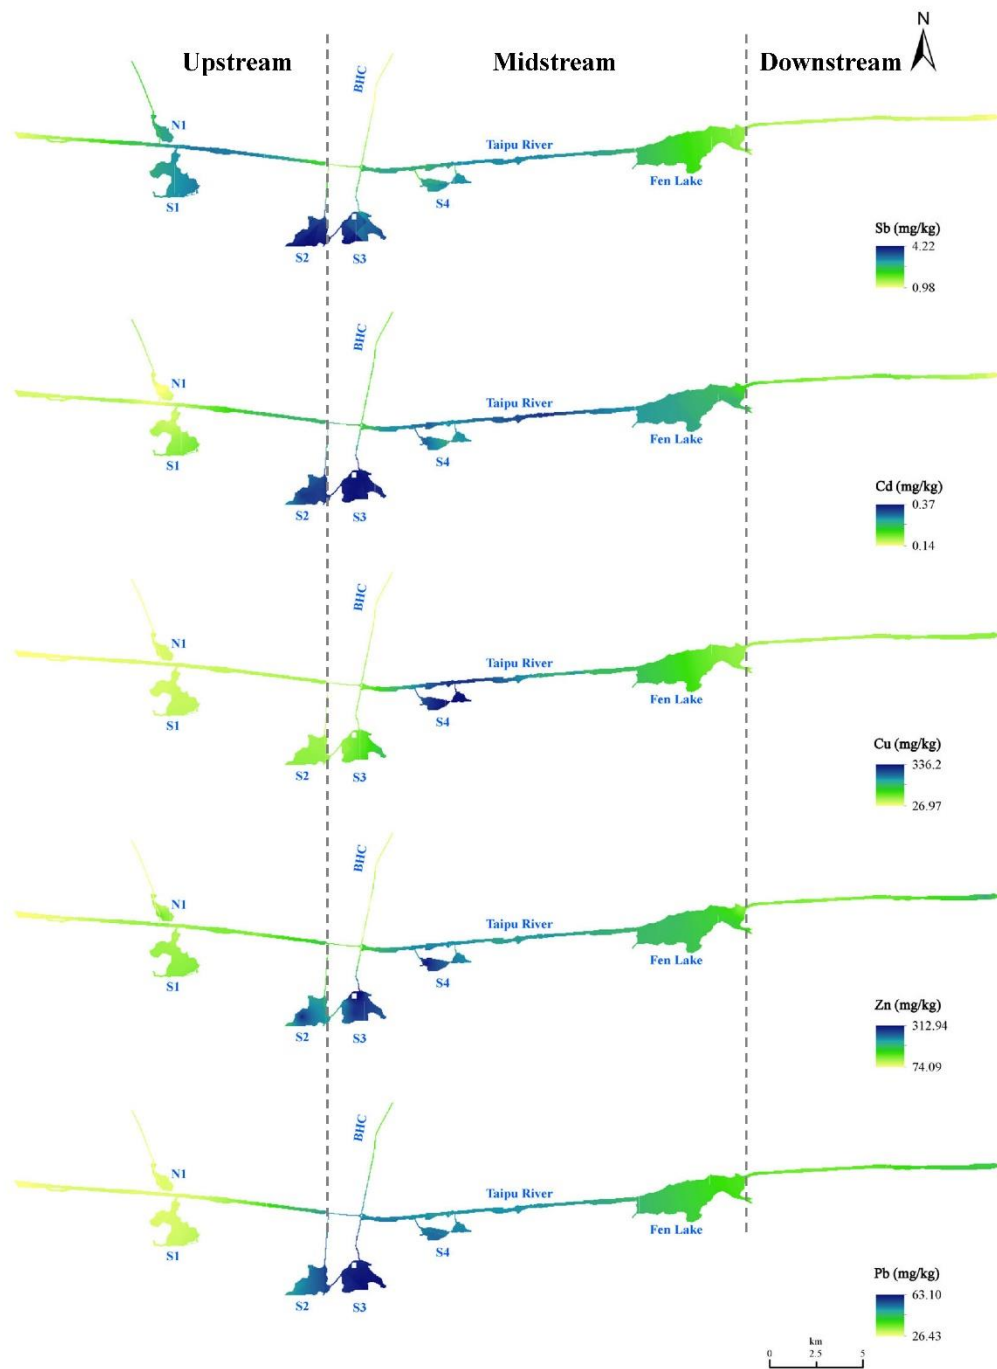 N
Upstream
Midstream
Downstream
BHC
N1
Taipu River
S1
S4
Fen Lake
S2
S3
Sb (mg/kg)
4.22
0.98
BHC
N1
Taipu River
S1
S4
Fen Lake
S2
S3
Cd (mg/kg)
0.37
0.14
BHC
N1
Taipu River
S1
S4
Fen Lake
S2
S3
Cu (mg/kg)
336.2
26.97
BHC
N1
Taipu River
S1
S4
Fen Lake
S2
S3
Zn (mg/kg)
312.94
74.09
BHC
N1
Taipu River
S1
S4
Fen Lake
S2
S3
Pb (mg/kg)
63.10
26.43
km
0 2.5 5